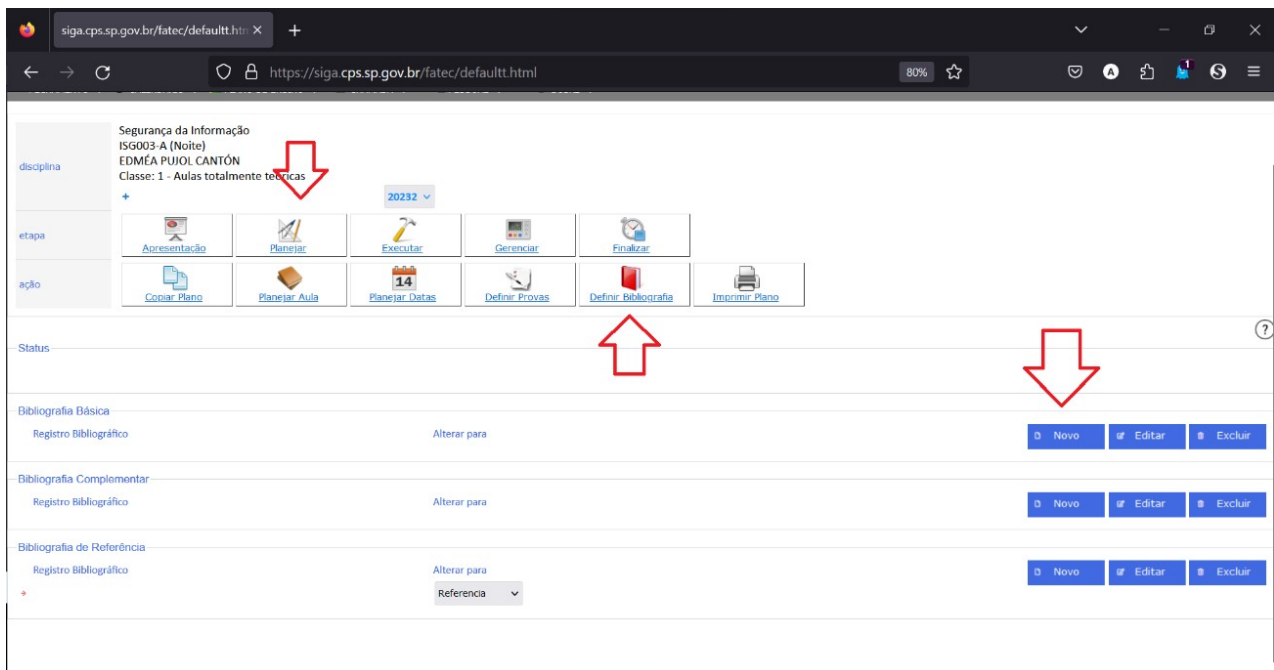 siga.cps.sp.gov.br/fatec/defaultt.htm
https://siga.cps.sp.gov.br/fatec/defaultt.html
80%
A
1
disciplina
Segurança da Informação
ISG003-A (Noite)
EDMÉA PUJOL CANTÓN
Classe: 1 - Aulas totalmente teóricas
+ 20232
etapa
Apresentação Planejar Executar Gerenciar Finalizar
ação
14
Copiar Plano Planejar Aula Planejar Datas Definir Provas Definir Bibliografia Imprimir Plano
?
Status
Bibliografia Básica
Registro Bibliográfico Alterar para Novo Editar Excluir
Bibliografia Complementar
Registro Bibliográfico Alterar para Novo Editar Excluir
Bibliografia de Referência
Registro Bibliográfico Alterar para Novo Editar Excluir
Referencia